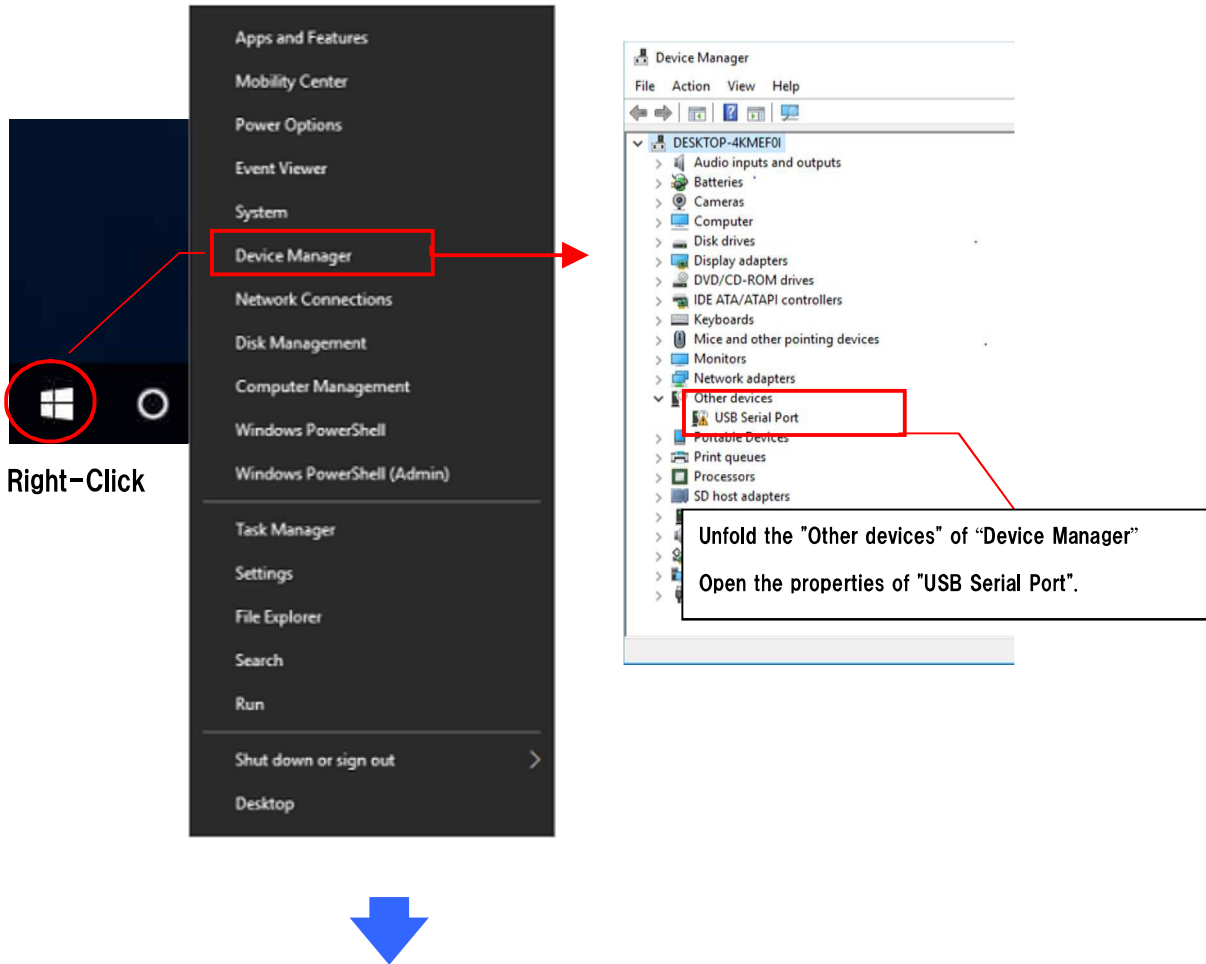 Apps and Features
Mobility Center
Power Options
Event Viewer
System
Device Manager
Network Connections
Disk Management
Computer Management
Windows PowerShell
Windows PowerShell (Admin)
Task Manager
Settings
File Explorer
Search
Run
Shut down or sign out
Desktop
Right-Click
Device Manager
File Action View Help
DESKTOP-4KMEF0I
Audio inputs and outputs
Batteries
Cameras
Computer
Disk drives
Display adapters
DVD/CD-ROM drives
IDE ATA/ATAPI controllers
Keyboards
Mice and other pointing devices
Monitors
Network adapters
Other devices
USB Serial Port
Portable Devices
Print queues
Processors
SD host adapters
Unfold the "Other devices" of “Device Manager”
Open the properties of "USB Serial Port".